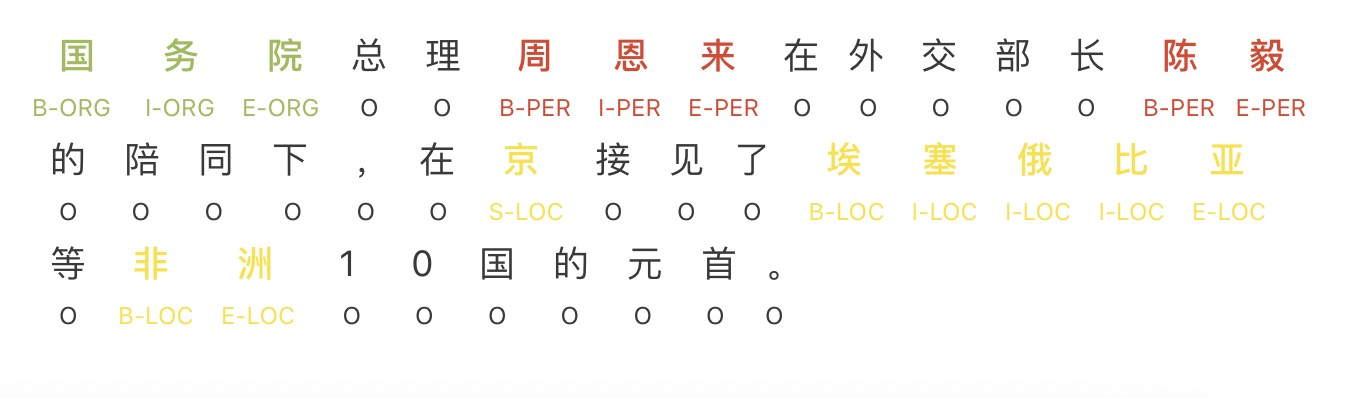 国 务 院 总 理 周 恩 来 在 外 交 部 长 陈 毅
B-ORG I-ORG E-ORG O O B-PER I-PER E-PER O O O O O B-PER E-PER
的 陪 同 下 , 在 京 接 见 了 埃 塞 俄 比 亚
O O O O O O S-LOC O O O B-LOC I-LOC I-LOC I-LOC E-LOC
等 非 洲 1 0 国 的 元 首 。
O B-LOC E-LOC O O O O O O O